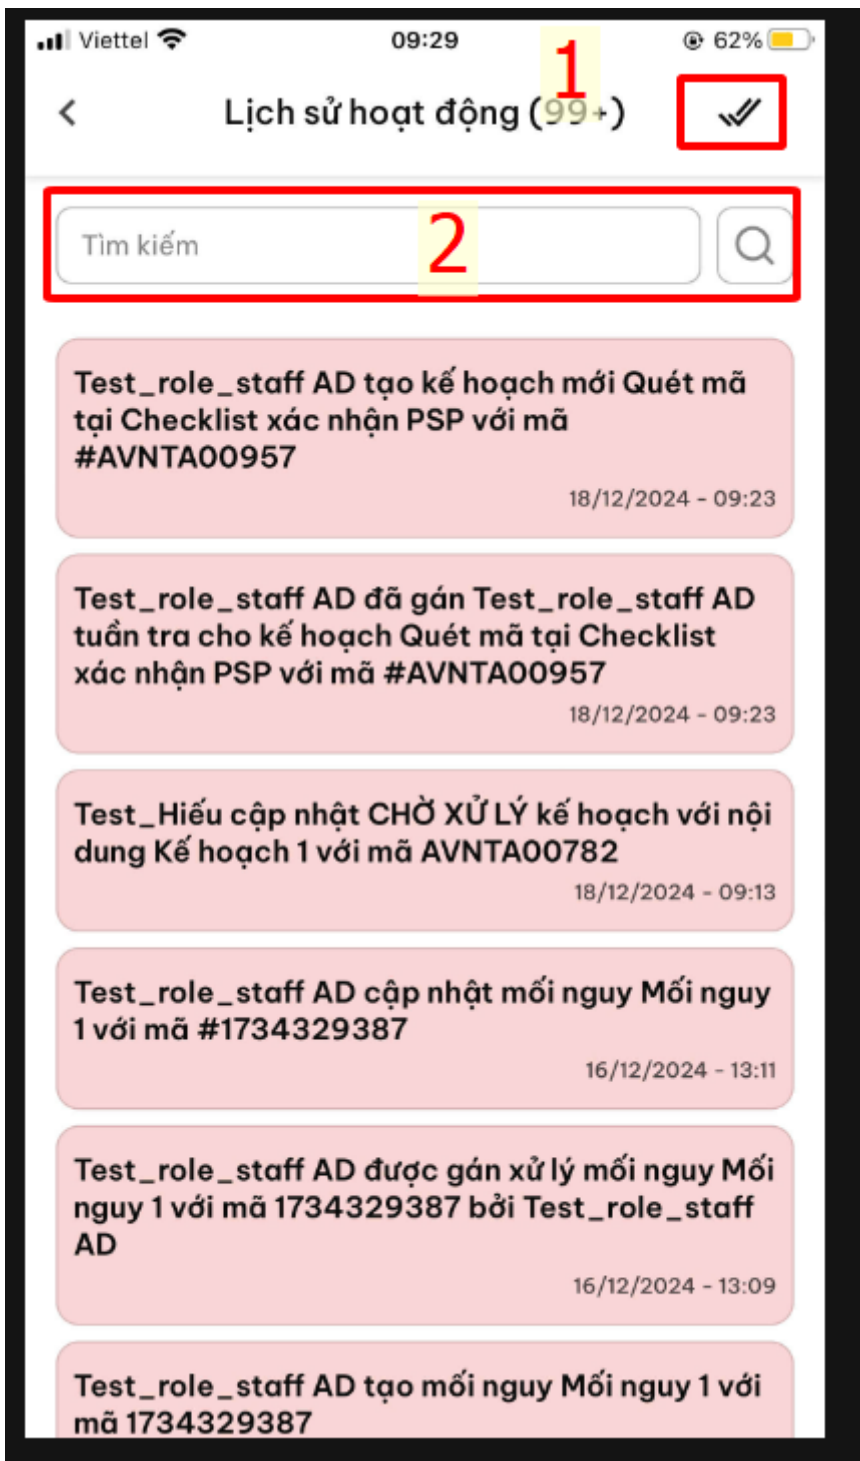 Viettel 09:29 62%
1
Lịch sử hoạt động (99+)
Tìm kiếm
2
Test_role_staff AD tạo kế hoạch mới Quét mã
tại Checklist xác nhận PSP với mã
#AVNTA00957
18/12/2024 - 09:23
Test_role_staff AD đã gán Test_role_staff AD
tuần tra cho kế hoạch Quét mã tại Checklist
xác nhận PSP với mã #AVNTA00957
18/12/2024 - 09:23
Test_Hiếu cập nhật CHỜ XỬ LÝ kế hoạch với nội
dung Kế hoạch 1 với mã AVNTA00782
18/12/2024 - 09:13
Test_role_staff AD cập nhật mối nguy Mối nguy
1 với mã #1734329387
16/12/2024 - 13:11
Test_role_staff AD được gán xử lý mối nguy Mối
nguy 1 với mã 1734329387 bởi Test_role_staff
AD
16/12/2024 - 13:09
Test_role_staff AD tạo mối nguy Mối nguy 1 với
mã 1734329387